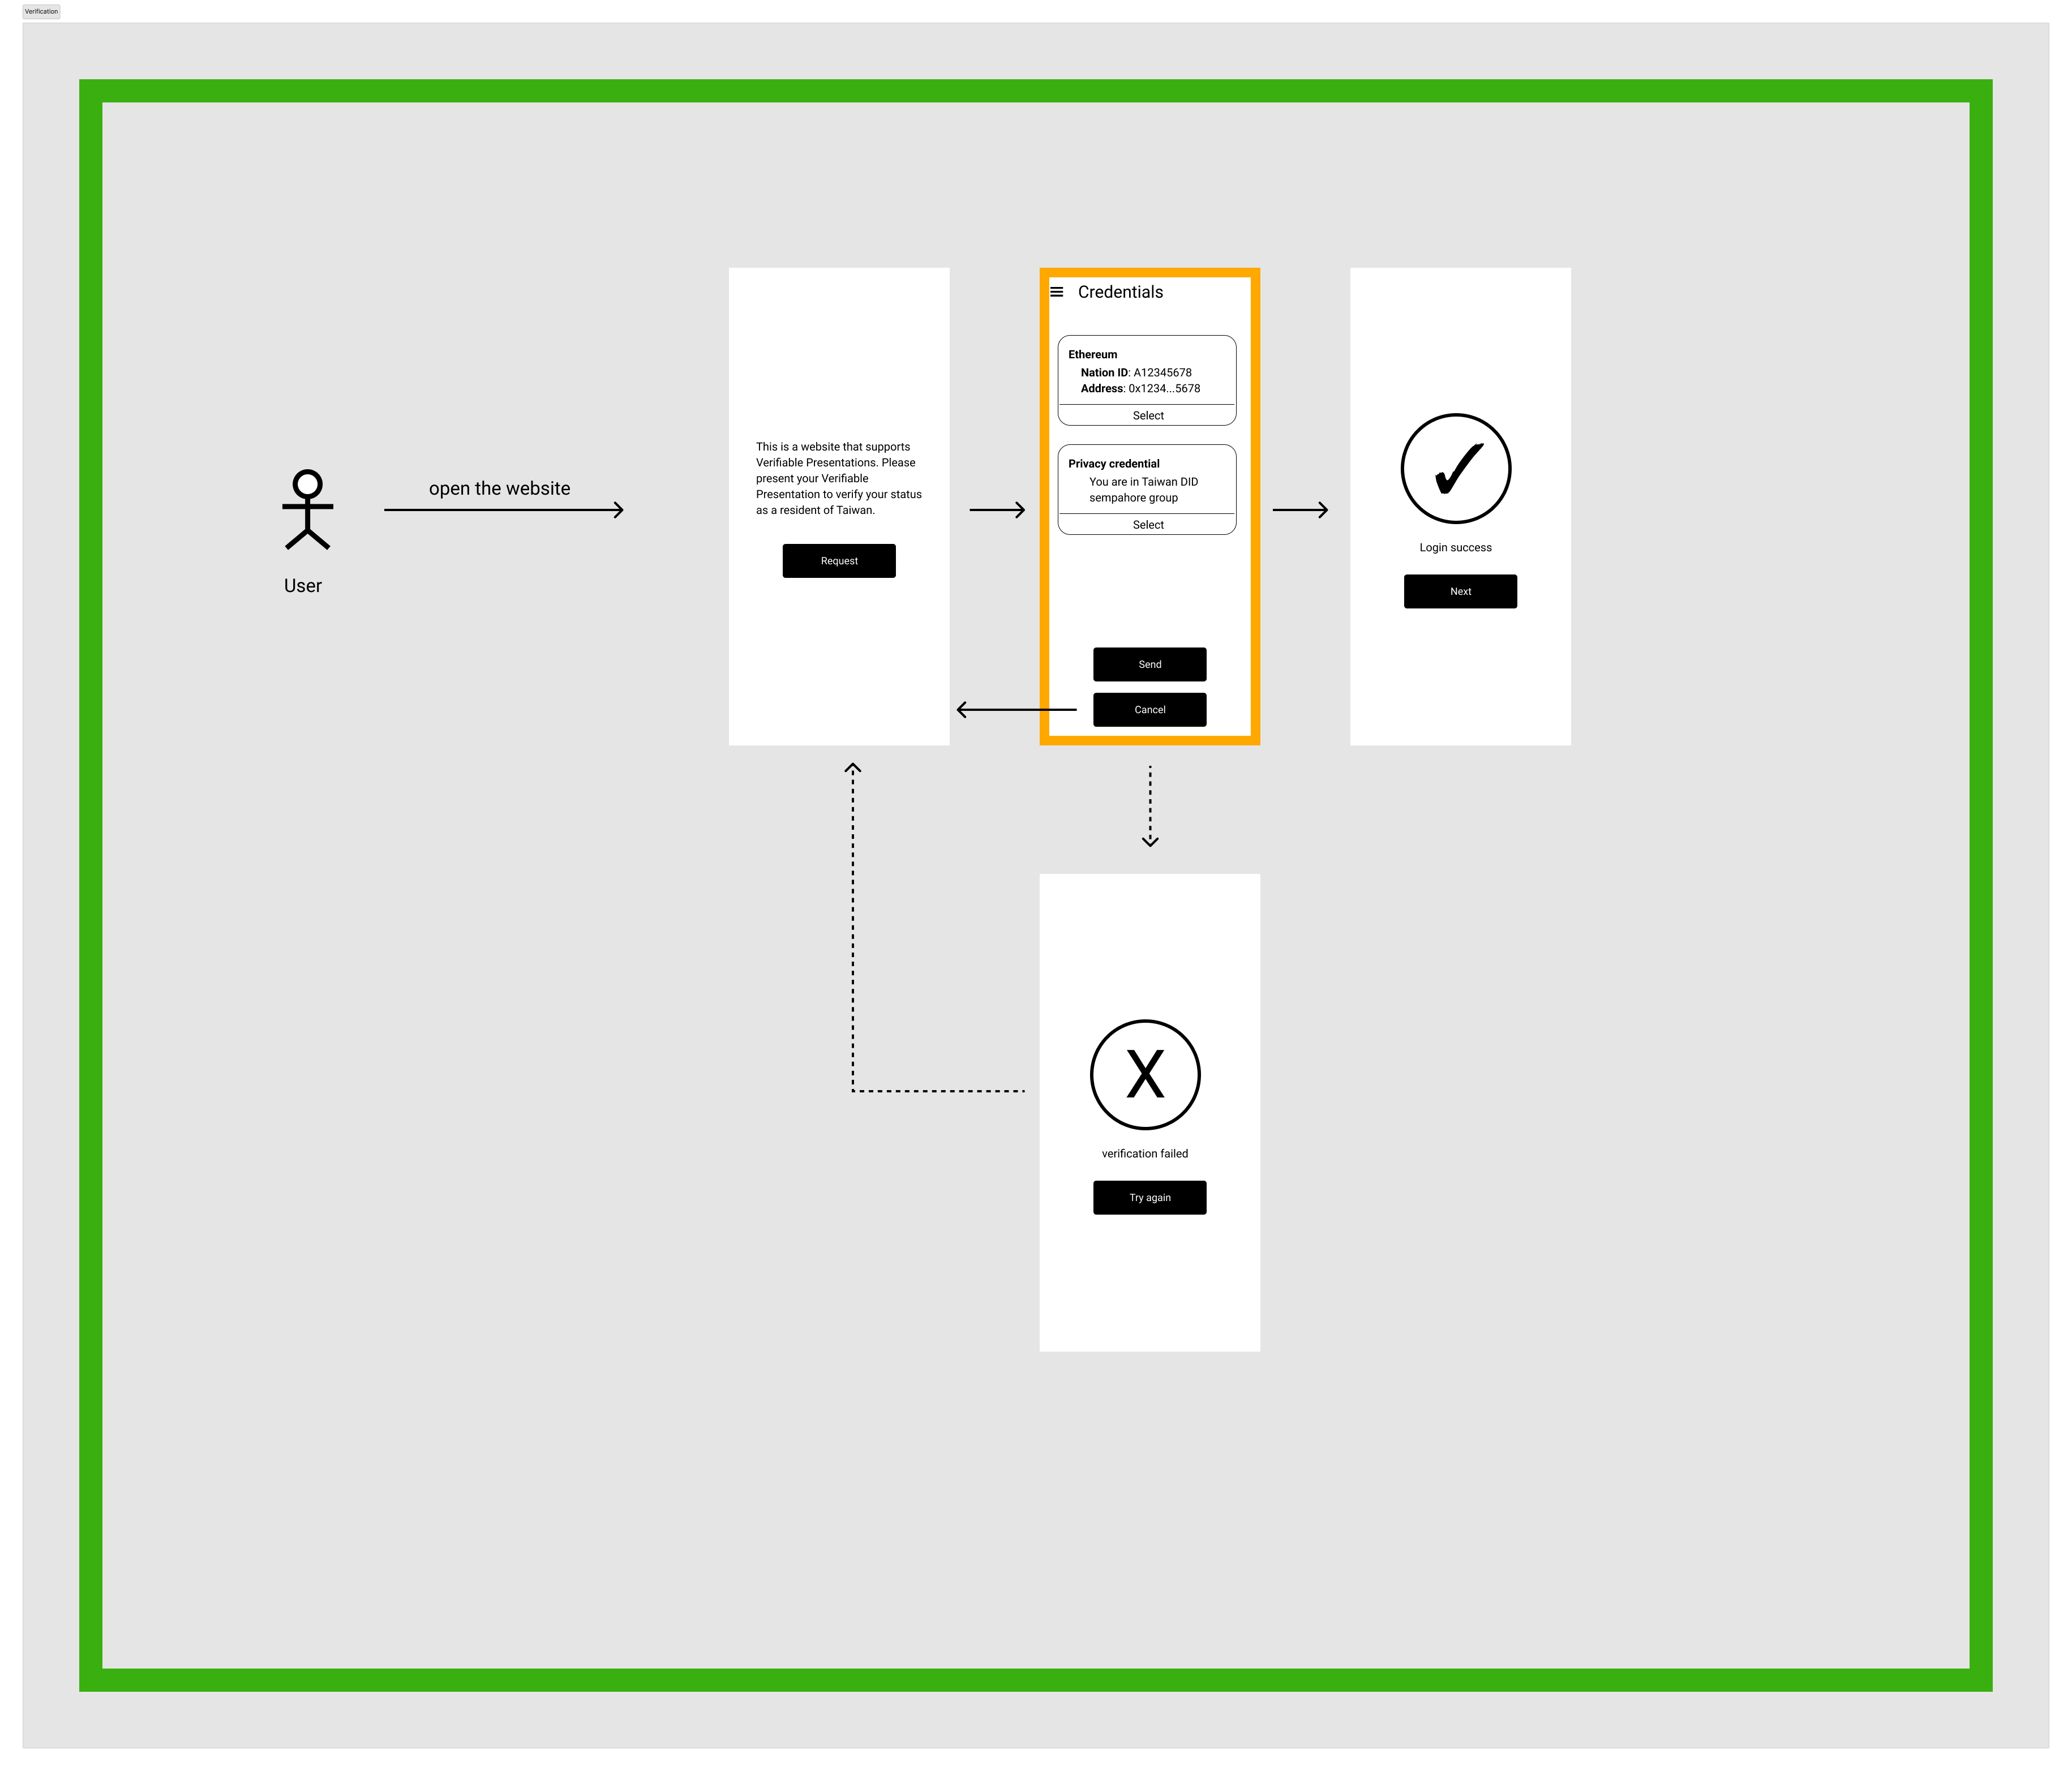 Verification
open the website
User
This is a website that supports
Verifiable Presentations. Please
present your Verifiable
Presentation to verify your status
as a resident of Taiwan.
Request
Credentials
Ethereum
Nation ID: A12345678
Address: 0x1234...5678
Select
Privacy credential
You are in Taiwan DID
sempahore group
Select
Send
Cancel
Login success
Next
X
verification failed
Try again